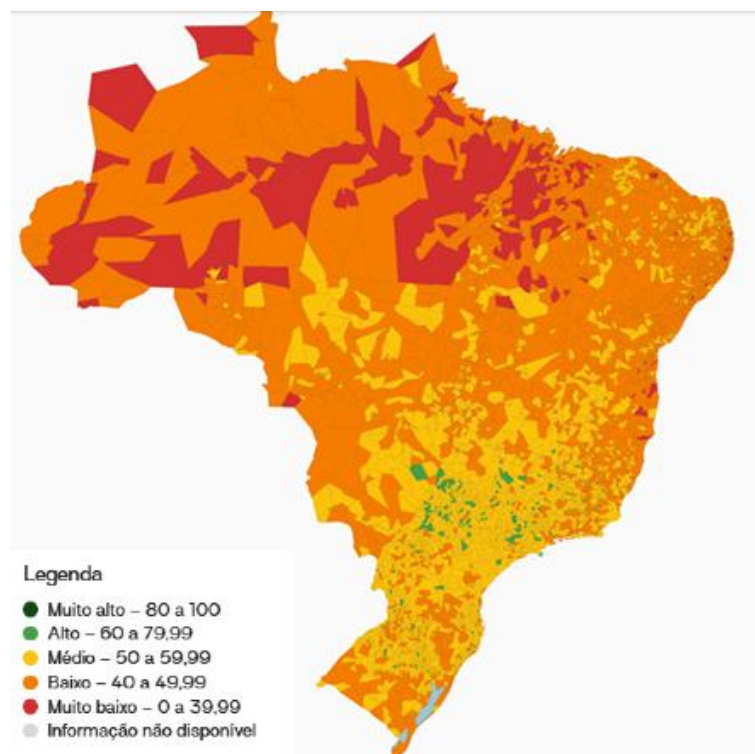 Legenda
Muito alto – 80 a 100
Alto – 60 a 79,99
Médio – 50 a 59,99
Baixo – 40 a 49,99
Muito baixo – 0 a 39,99
Informação não disponível